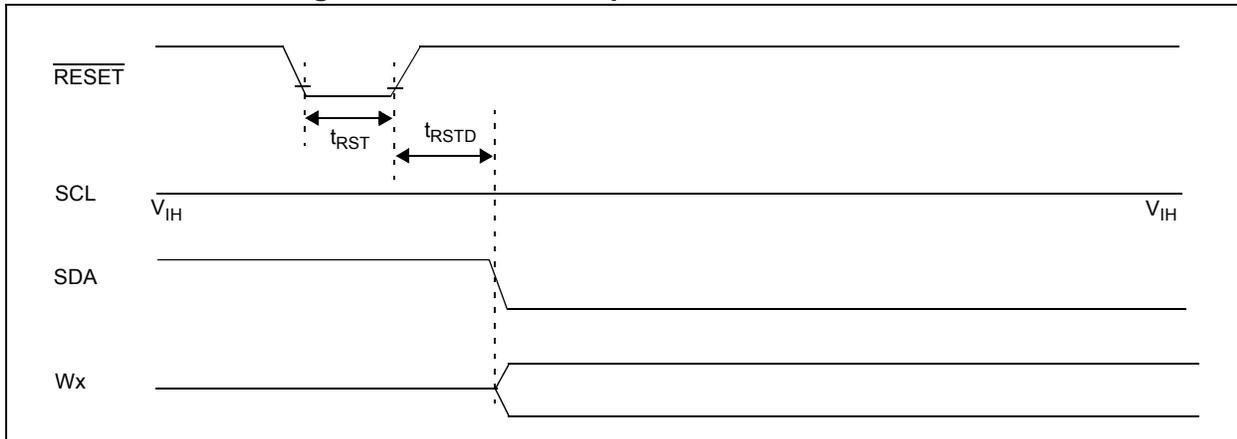 RESET
tRST
tRSTD
SCL
VIH VIH
SDA
Wx